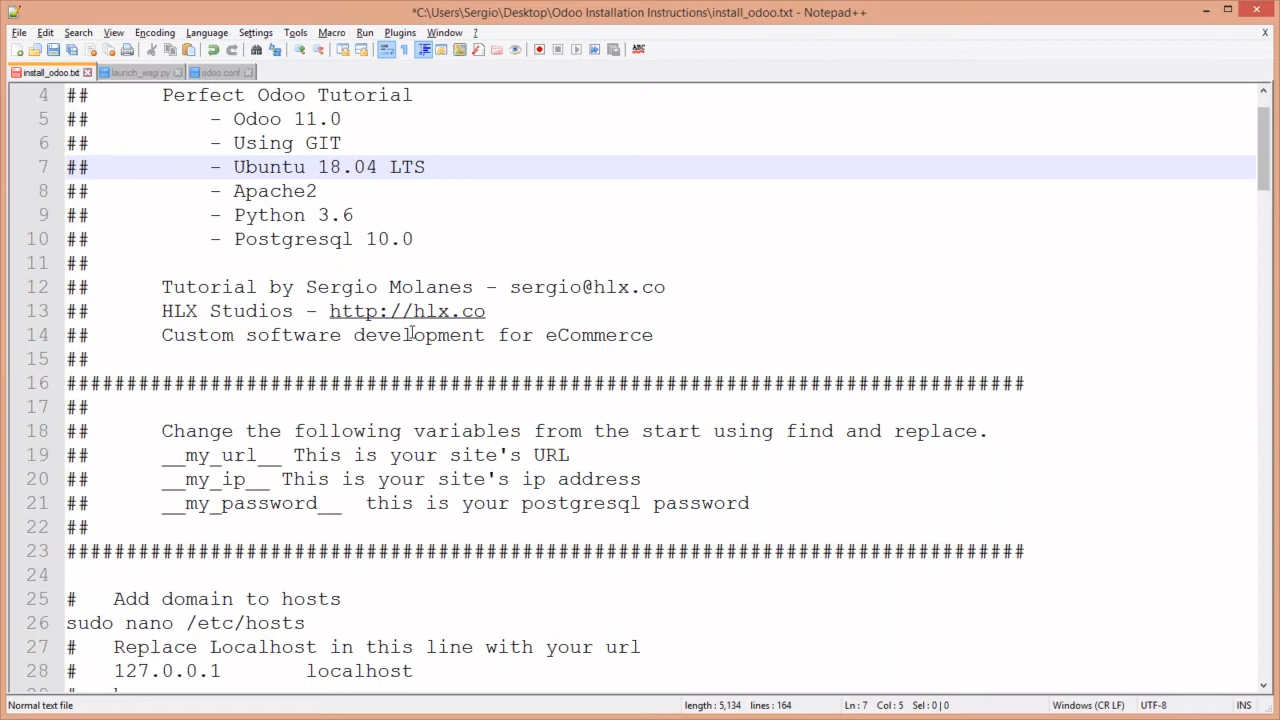 *C:\Users\Sergio\Desktop\Odoo Installation Instructions\install_odoo.txt - Notepad++
File Edit Search View Encoding Language Settings Tools Macro Run Plugins Window ? X
install_odoo.txt launch_wsgi.py odoo.conf
4 ## Perfect Odoo Tutorial
5 ## - Odoo 11.0
6 ## - Using GIT
7 ## - Ubuntu 18.04 LTS
8 ## - Apache2
9 ## - Python 3.6
10 ## - Postgresql 10.0
11 ##
12 ## Tutorial by Sergio Molanes - sergio@hlx.co
13 ## HLX Studios - http://hlx.co
14 ## Custom software development for eCommerce
15 ##
16 ################################################################################
17 ##
18 ## Change the following variables from the start using find and replace.
19 ## __my_url__ This is your site's URL
20 ## __my_ip__ This is your site's ip address
21 ## __my_password__ this is your postgresql password
22 ##
23 ################################################################################
24
25 # Add domain to hosts
26 sudo nano /etc/hosts
27 # Replace Localhost in this line with your url
28 # 127.0.0.1 localhost
Normal text file length : 5,134 lines : 164 Ln : 7 Col : 5 Sel : 0 | 0 Windows (CR LF) UTF-8 INS